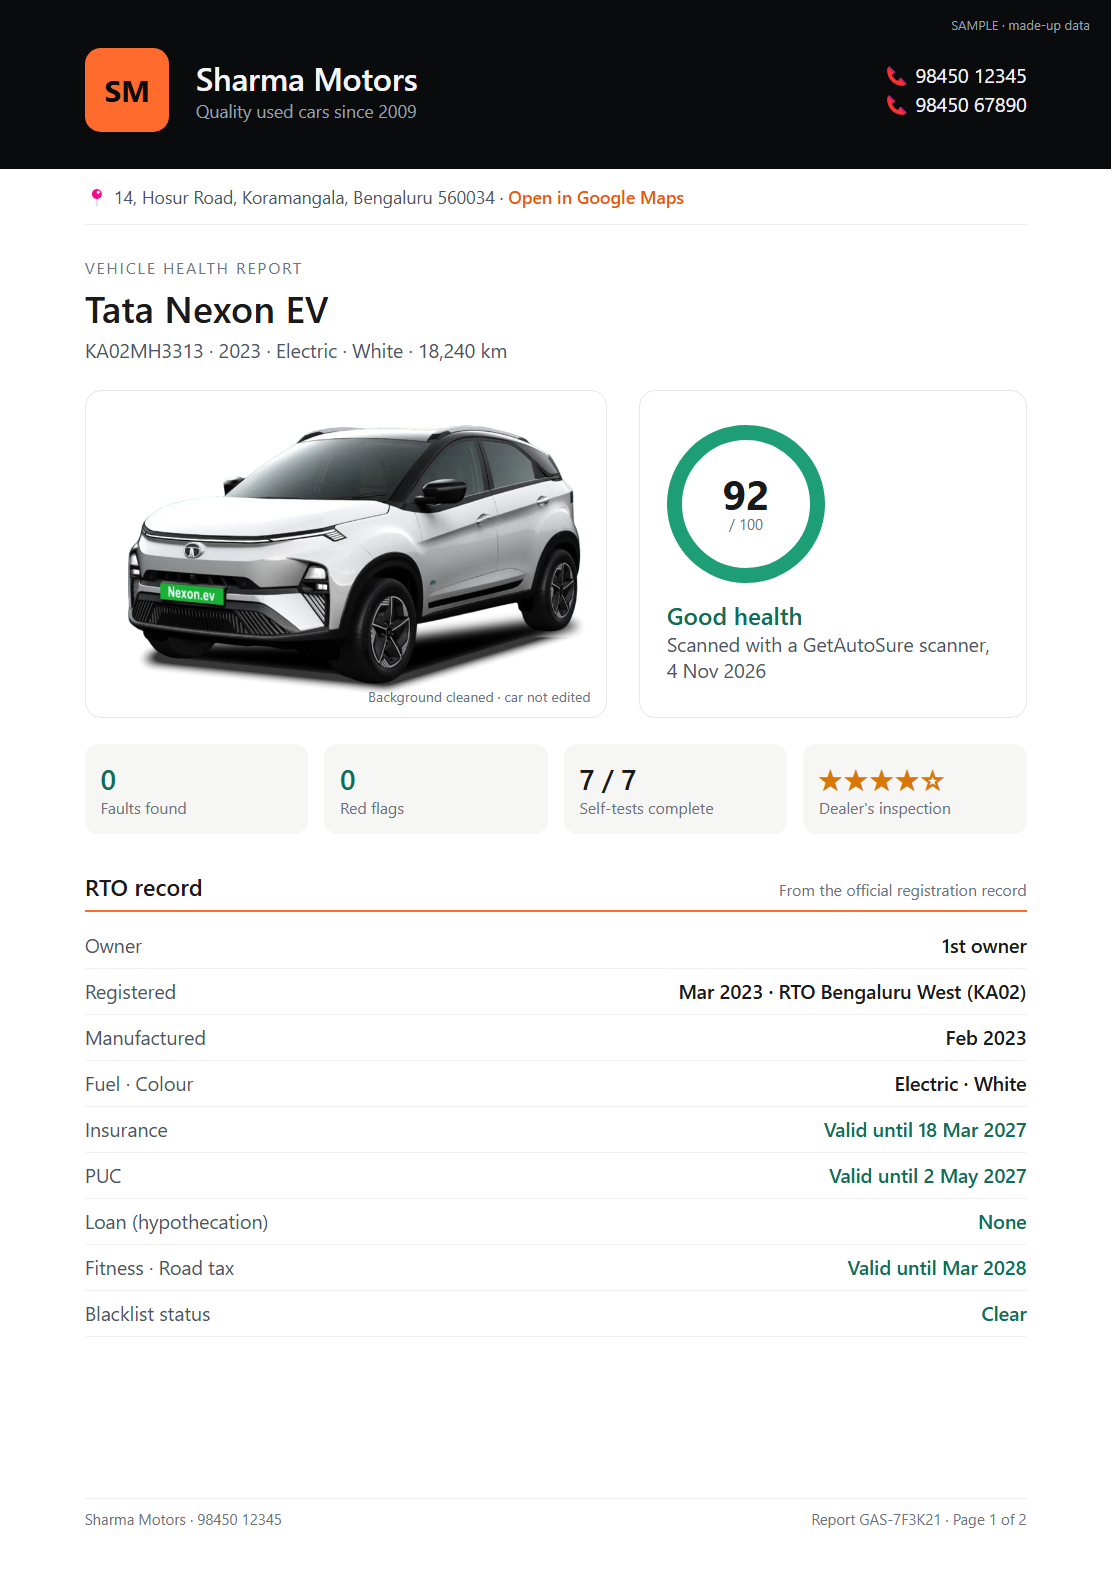 SAMPLE · made-up data
SM
Sharma Motors
Quality used cars since 2009
98450 12345
98450 67890
14, Hosur Road, Koramangala, Bengaluru 560034 · Open in Google Maps
VEHICLE HEALTH REPORT
Tata Nexon EV
KA02MH3313 · 2023 · Electric · White · 18,240 km
Nexon.ev
Background cleaned · car not edited
92
/ 100
Good health
Scanned with a GetAutoSure scanner,
4 Nov 2026
0
Faults found
0
Red flags
7 / 7
Self-tests complete
★★★★☆
Dealer's inspection
RTO record
From the official registration record
Owner 1st owner
Registered Mar 2023 · RTO Bengaluru West (KA02)
Manufactured Feb 2023
Fuel · Colour Electric · White
Insurance Valid until 18 Mar 2027
PUC Valid until 2 May 2027
Loan (hypothecation) None
Fitness · Road tax Valid until Mar 2028
Blacklist status Clear
Sharma Motors · 98450 12345
Report GAS-7F3K21 · Page 1 of 2